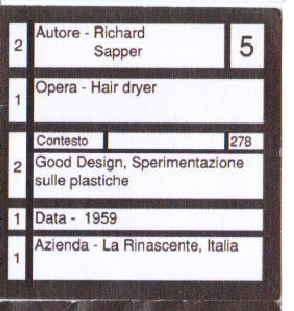 2 Autore - Richard 5
Sapper
1 Opera - Hair dryer
Contesto 278
2 Good Design, Sperimentazione
sulle plastiche
1 Data - 1959
1 Azienda - La Rinascente, Italia